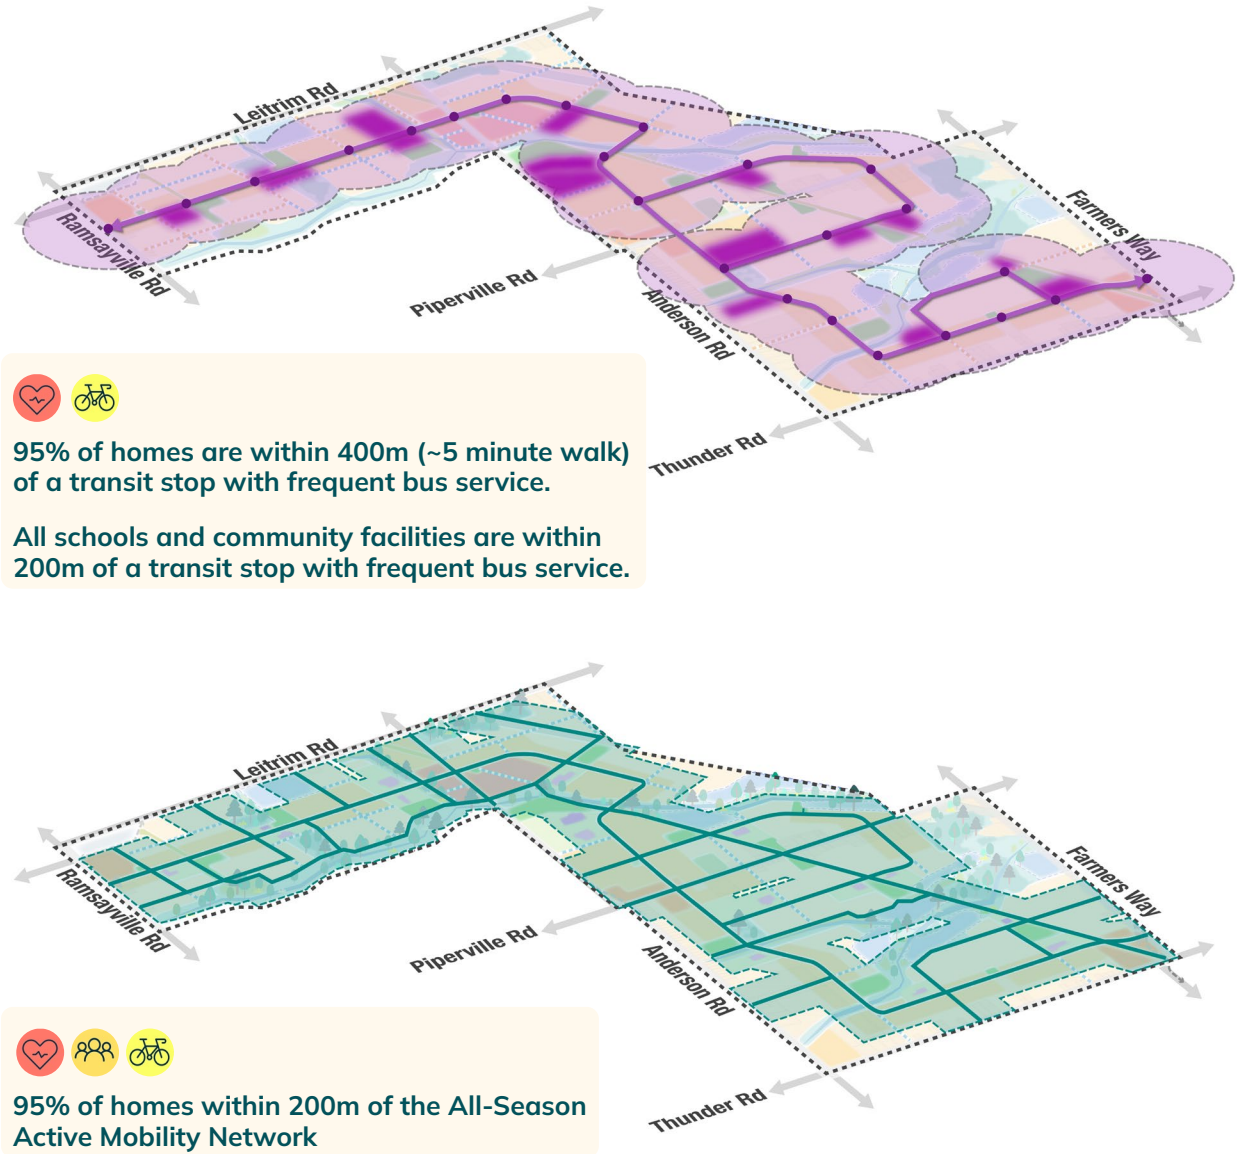 Leitrim Rd
Ramsayville Rd
Farmers Way
Piperville Rd
Anderson Rd
Thunder Rd
95% of homes are within 400m (~5 minute walk)
of a transit stop with frequent bus service.
All schools and community facilities are within
200m of a transit stop with frequent bus service.
Leitrim Rd
Ramsayville Rd
Farmers Way
Piperville Rd
Anderson Rd
Thunder Rd
95% of homes within 200m of the All-Season
Active Mobility Network